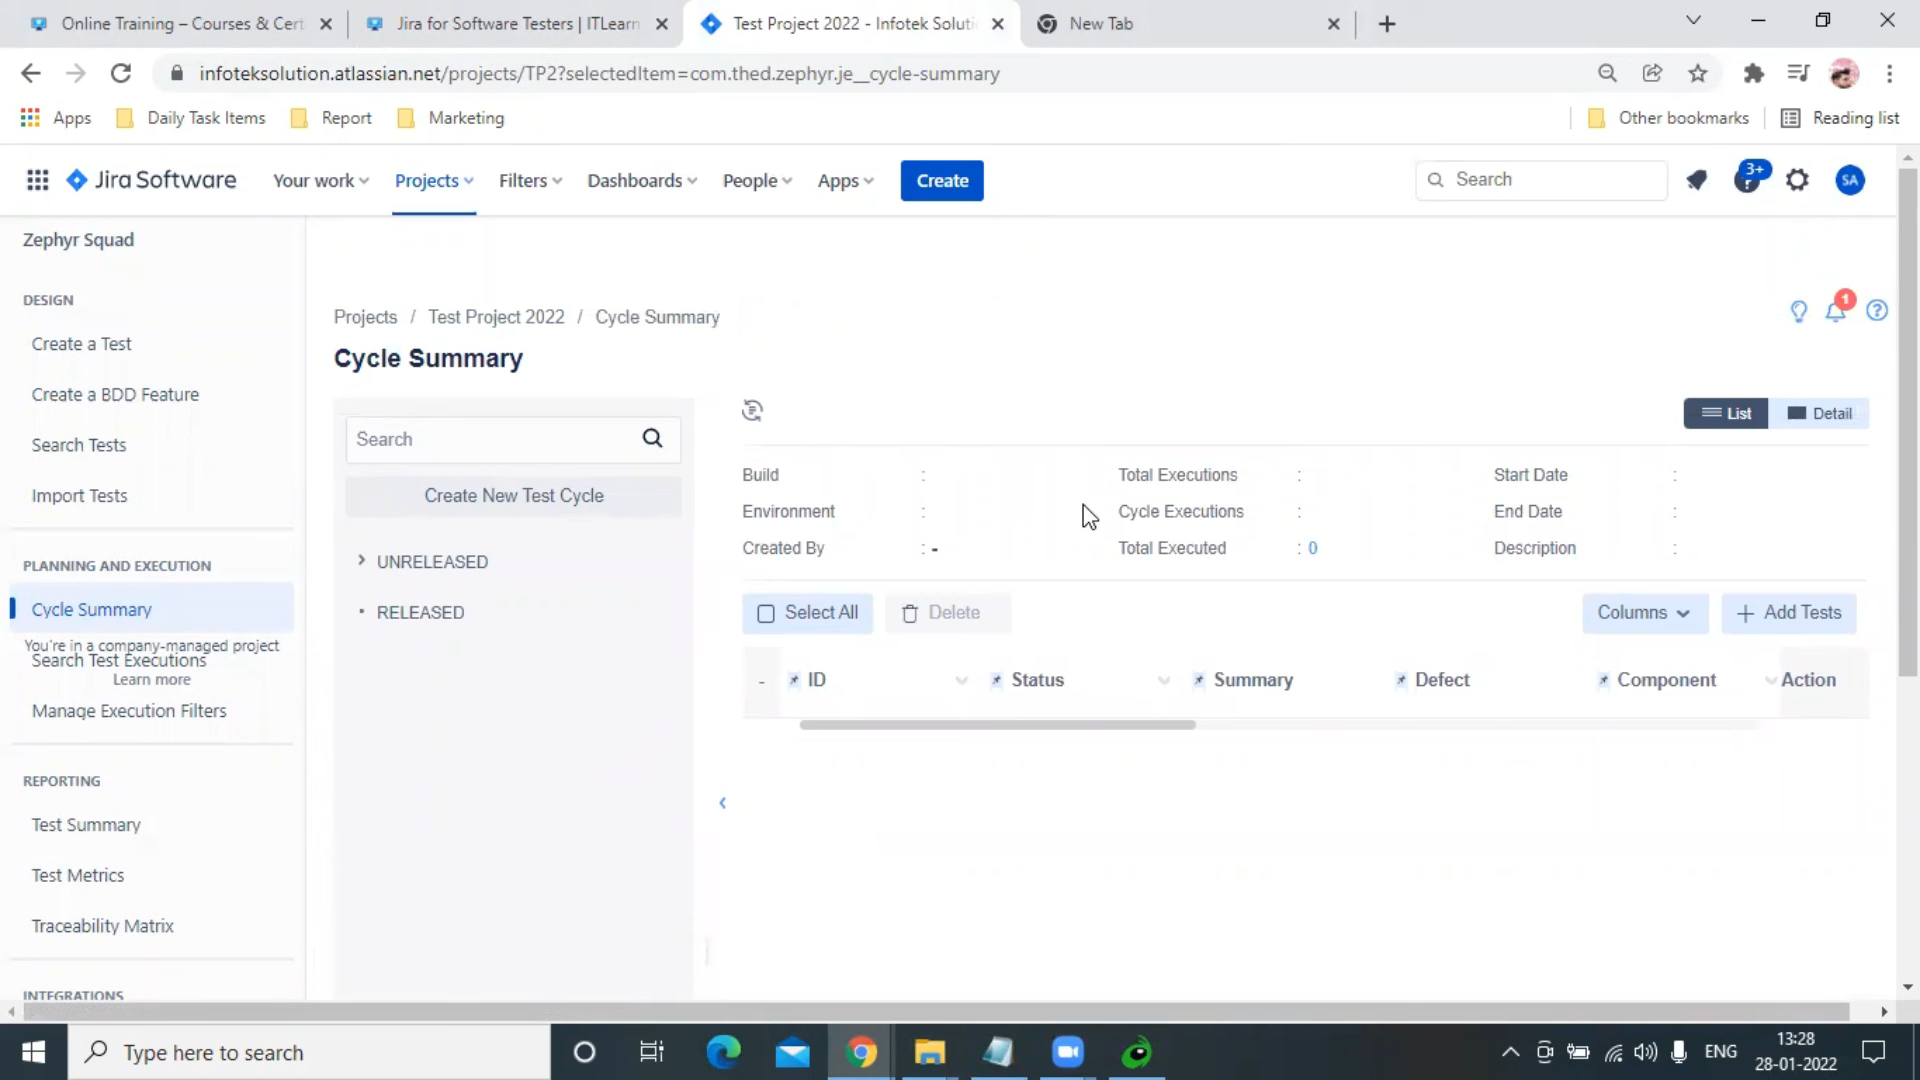 Online Training – Courses & Cert
Jira for Software Testers | ITLearn
Test Project 2022 - Infotek Soluti
New Tab
infoteksolution.atlassian.net/projects/TP2?selectedItem=com.thed.zephyr.je__cycle-summary
Apps
Daily Task Items
Report
Marketing
Other bookmarks
Reading list
Jira Software
Your work
Projects
Filters
Dashboards
People
Apps
Create
Search
3+
SA
Zephyr Squad
DESIGN
Create a Test
Create a BDD Feature
Search Tests
Import Tests
PLANNING AND EXECUTION
Cycle Summary
You're in a company-managed project
Search Test Executions
Learn more
Manage Execution Filters
REPORTING
Test Summary
Test Metrics
Traceability Matrix
INTEGRATIONS
Projects / Test Project 2022 / Cycle Summary
1
Cycle Summary
Search
Create New Test Cycle
UNRELEASED
RELEASED
List
Detail
Build :
Total Executions :
Start Date :
Environment :
Cycle Executions :
End Date :
Created By : -
Total Executed : 0
Description :
Select All
Delete
Columns
+ Add Tests
- ID Status Summary Defect Component Action
Type here to search
ENG
13:28
28-01-2022